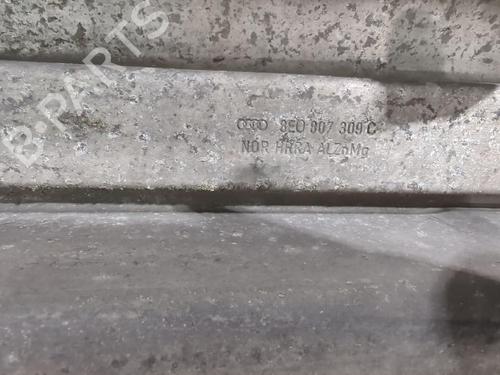 B-PARTS
8E0 807 309 C
NOR HRRA ALZnMg